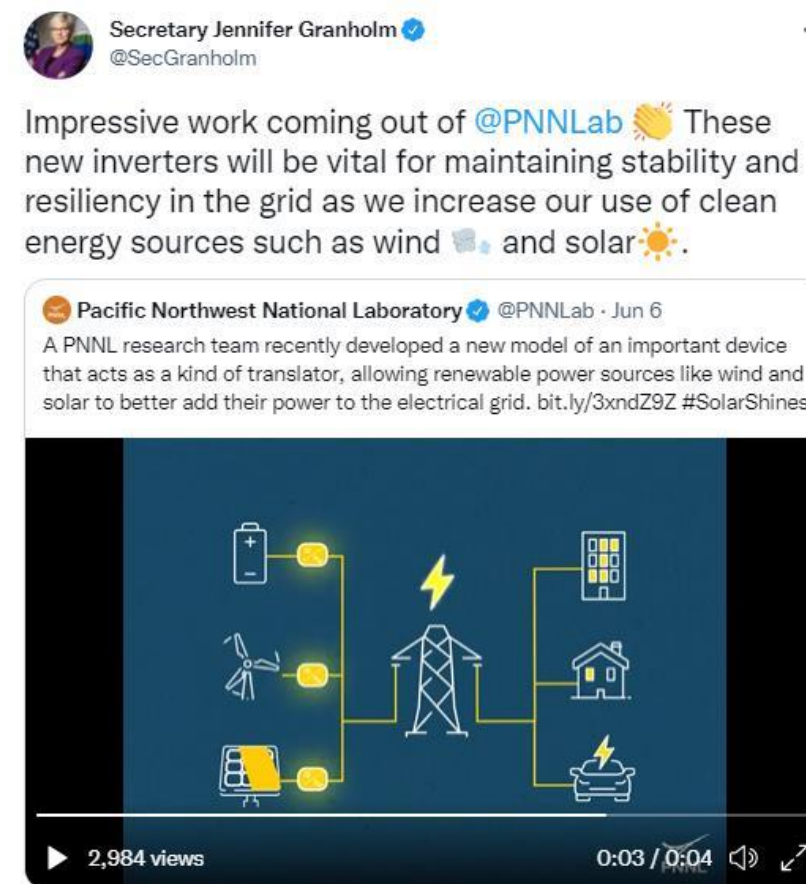 Secretary Jennifer Granholm
@SecGranholm
Impressive work coming out of @PNNLab 👏 These
new inverters will be vital for maintaining stability and
resiliency in the grid as we increase our use of clean
energy sources such as wind 🌬️ and solar☀️.
Pacific Northwest National Laboratory @PNNLab · Jun 6
A PNNL research team recently developed a new model of an important device
that acts as a kind of translator, allowing renewable power sources like wind and
solar to better add their power to the electrical grid. bit.ly/3xndZ9Z #SolarShines
+
−
2,984 views
0:03 / 0:04
PNNL